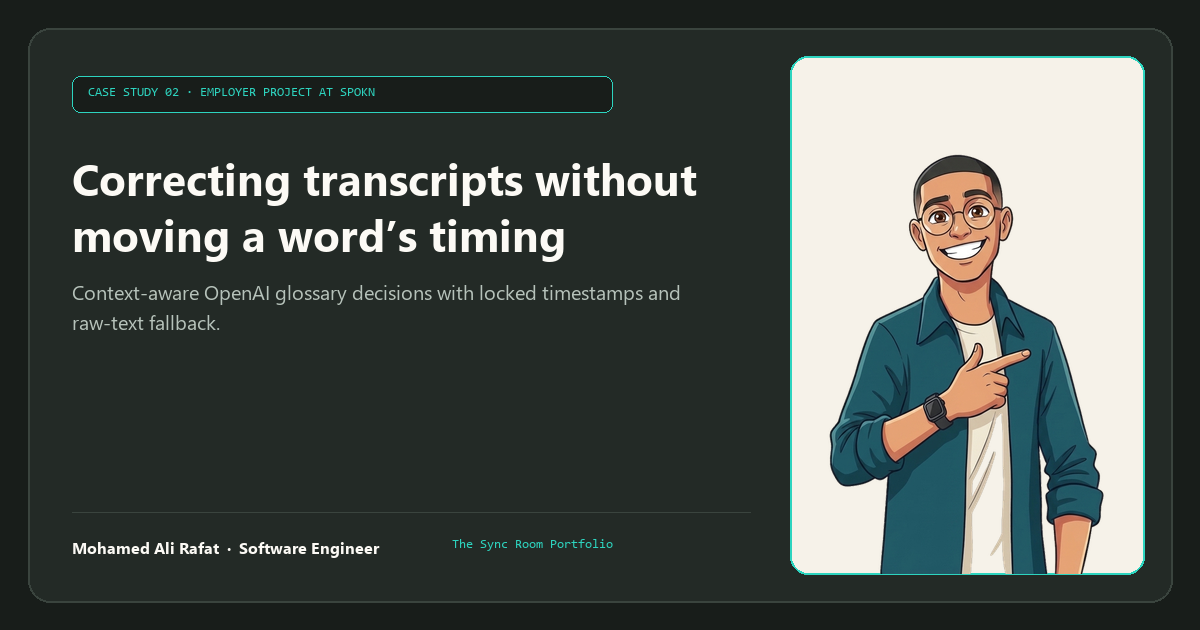 CASE STUDY 02 · EMPLOYER PROJECT AT SPOKN
Correcting transcripts without
moving a word’s timing
Context-aware OpenAI glossary decisions with locked timestamps and
raw-text fallback.
Mohamed Ali Rafat · Software Engineer
The Sync Room Portfolio